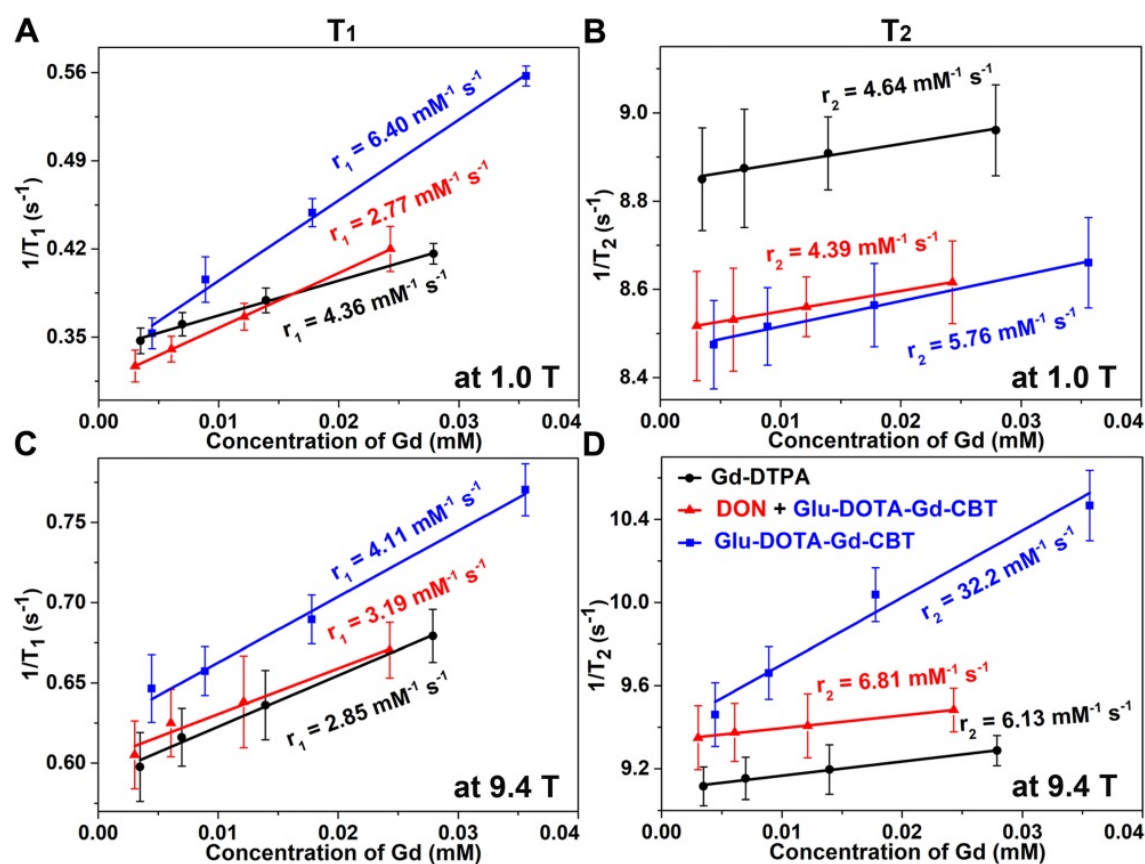 A
T₁
1/T₁ (s⁻¹)
0.56
0.49
0.42
0.35
r₁ = 6.40 mM⁻¹ s⁻¹
r₁ = 2.77 mM⁻¹ s⁻¹
r₁ = 4.36 mM⁻¹ s⁻¹
at 1.0 T
0.00 0.01 0.02 0.03 0.04
Concentration of Gd (mM)
B
T₂
1/T₂ (s⁻¹)
9.0
8.8
8.6
8.4
r₂ = 4.64 mM⁻¹ s⁻¹
r₂ = 4.39 mM⁻¹ s⁻¹
r₂ = 5.76 mM⁻¹ s⁻¹
at 1.0 T
0.00 0.01 0.02 0.03 0.04
Concentration of Gd (mM)
C
1/T₁ (s⁻¹)
0.75
0.70
0.65
0.60
r₁ = 4.11 mM⁻¹ s⁻¹
r₁ = 3.19 mM⁻¹ s⁻¹
r₁ = 2.85 mM⁻¹ s⁻¹
at 9.4 T
0.00 0.01 0.02 0.03 0.04
Concentration of Gd (mM)
D
1/T₂ (s⁻¹)
10.4
10.0
9.6
9.2
Gd-DTPA
DON + Glu-DOTA-Gd-CBT
Glu-DOTA-Gd-CBT
r₂ = 32.2 mM⁻¹ s⁻¹
r₂ = 6.81 mM⁻¹ s⁻¹
r₂ = 6.13 mM⁻¹ s⁻¹
at 9.4 T
0.00 0.01 0.02 0.03 0.04
Concentration of Gd (mM)